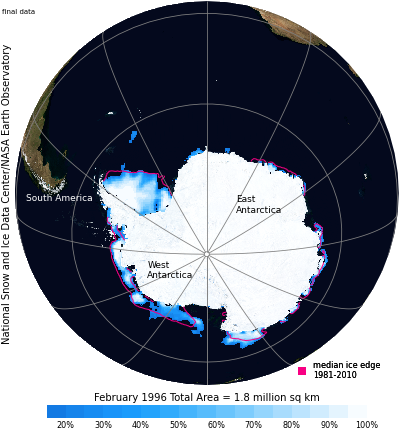 final data
National Snow and Ice Data Center/NASA Earth Observatory
South America
East
Antarctica
West
Antarctica
median ice edge
1981-2010
February 1996 Total Area = 1.8 million sq km
20% 30% 40% 50% 60% 70% 80% 90% 100%